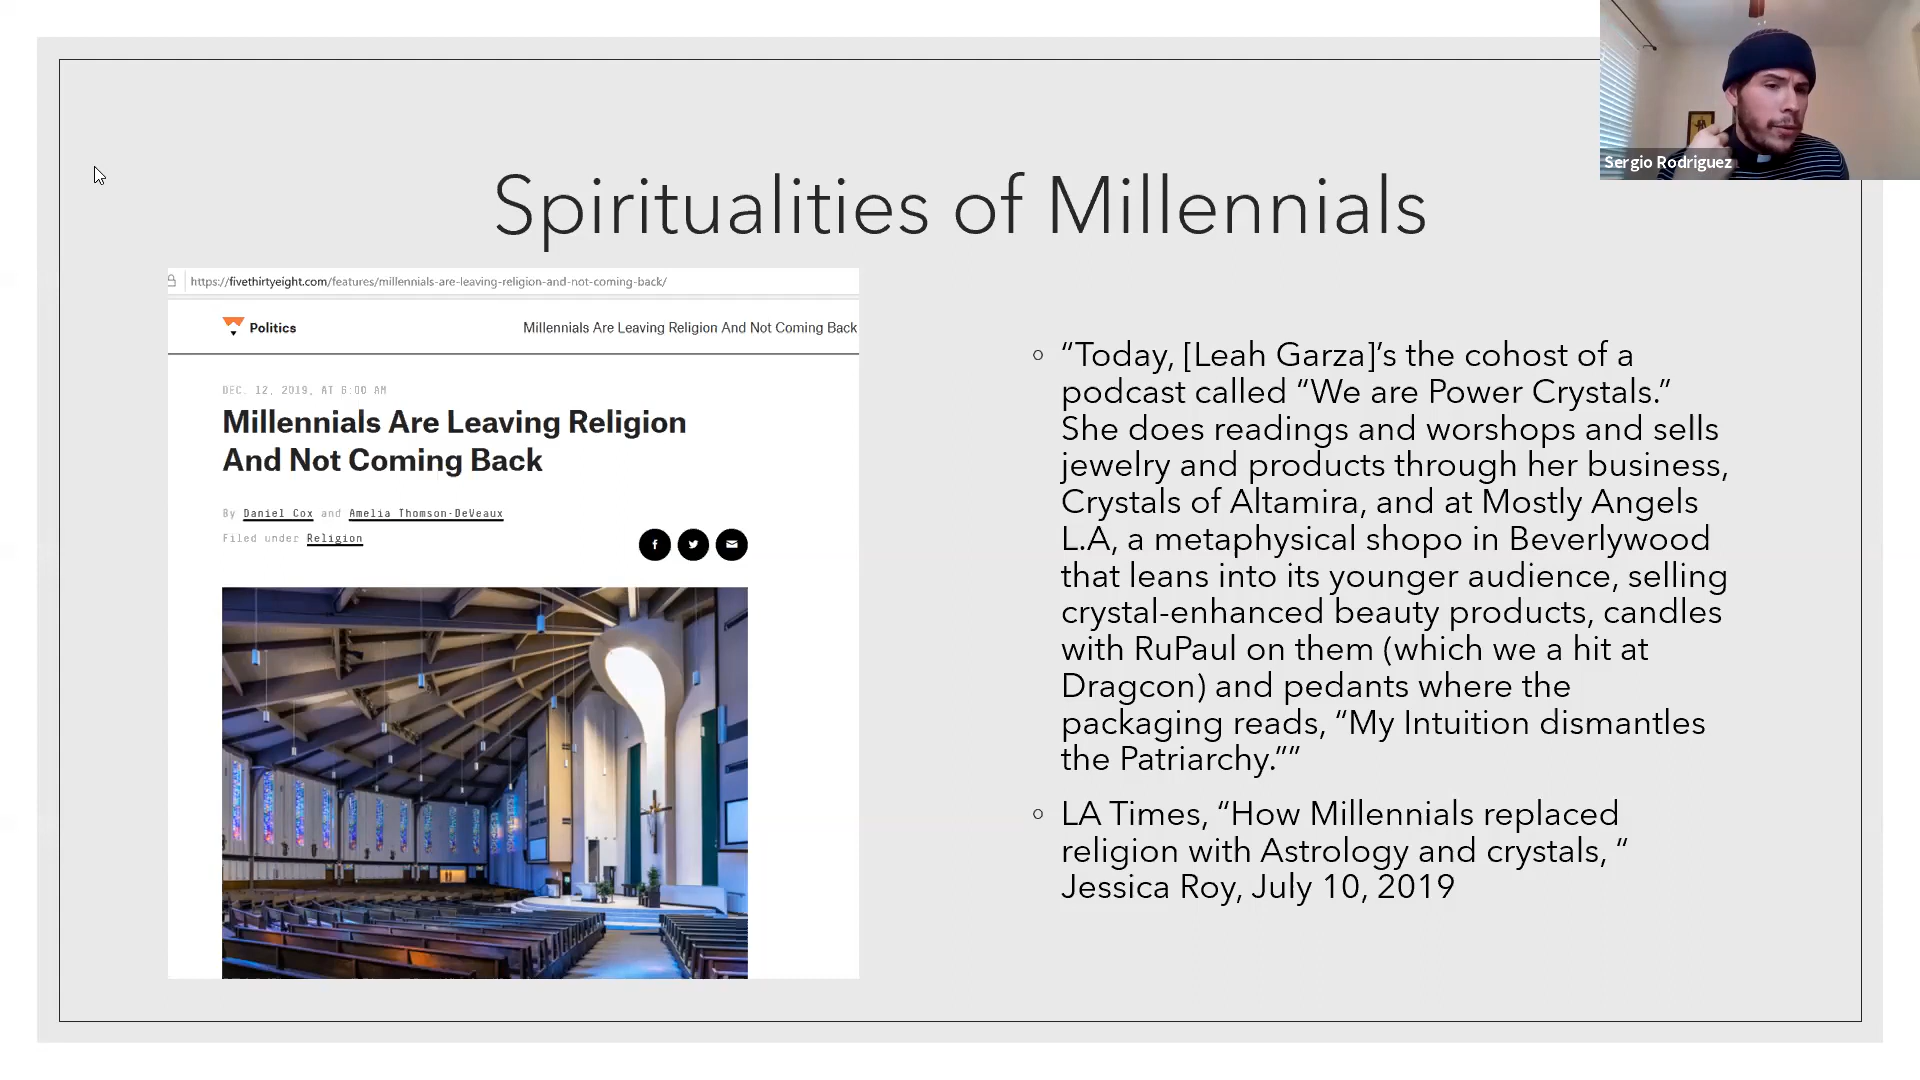 Sergio Rodriguez
Spiritualities of Millennials
https://fivethirtyeight.com/features/millennials-are-leaving-religion-and-not-coming-back/
Politics
Millennials Are Leaving Religion And Not Coming Back
DEC. 12, 2019, AT 6:00 AM
Millennials Are Leaving Religion
And Not Coming Back
By Daniel Cox and Amelia Thomson-DeVeaux
Filed under Religion
“Today, [Leah Garza]’s the cohost of a
podcast called “We are Power Crystals.”
She does readings and worshops and sells
jewelry and products through her business,
Crystals of Altamira, and at Mostly Angels
L.A, a metaphysical shopo in Beverlywood
that leans into its younger audience, selling
crystal-enhanced beauty products, candles
with RuPaul on them (which we a hit at
Dragcon) and pedants where the
packaging reads, “My Intuition dismantles
the Patriarchy.””
LA Times, “How Millennials replaced
religion with Astrology and crystals, “
Jessica Roy, July 10, 2019